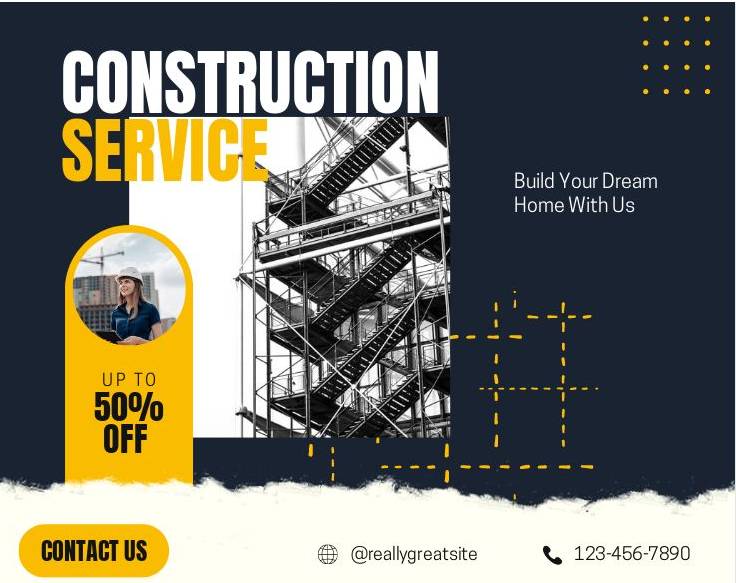 CONSTRUCTION
SERVICE
Build Your Dream
Home With Us
UP TO
50%
OFF
CONTACT US
@reallygreatsite
123-456-7890